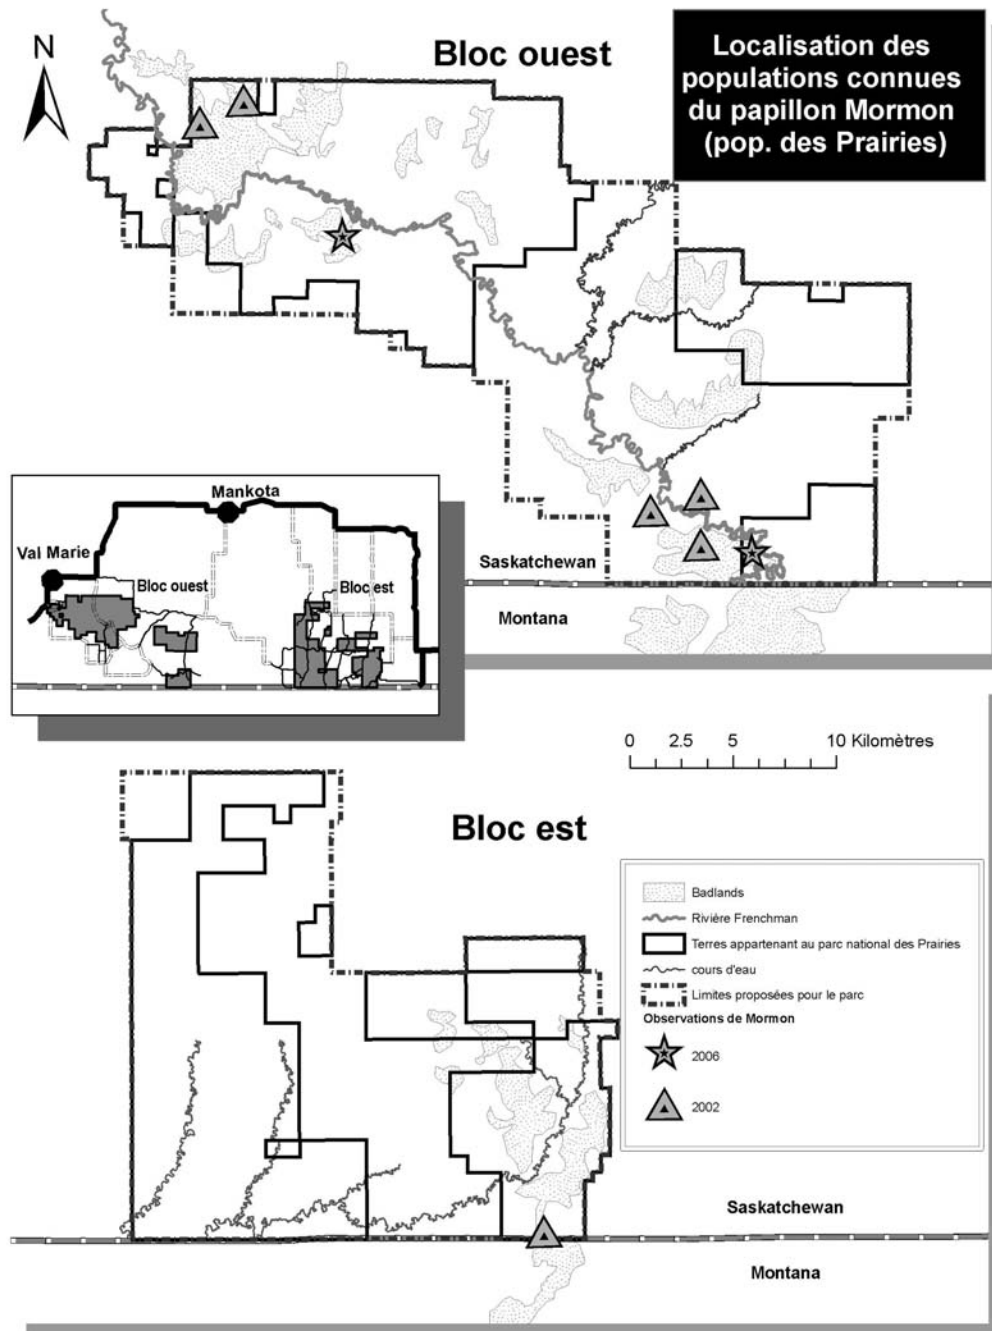 N
Bloc ouest
Localisation des
populations connues
du papillon Mormon
(pop. des Prairies)
Mankota
Val Marie
Bloc ouest
Bloc est
Saskatchewan
Montana
0 2.5 5 10 Kilomètres
Bloc est
Badlands
Rivière Frenchman
Terres appartenant au parc national des Prairies
cours d'eau
Limites proposées pour le parc
Observations de Mormon
2006
2002
Saskatchewan
Montana